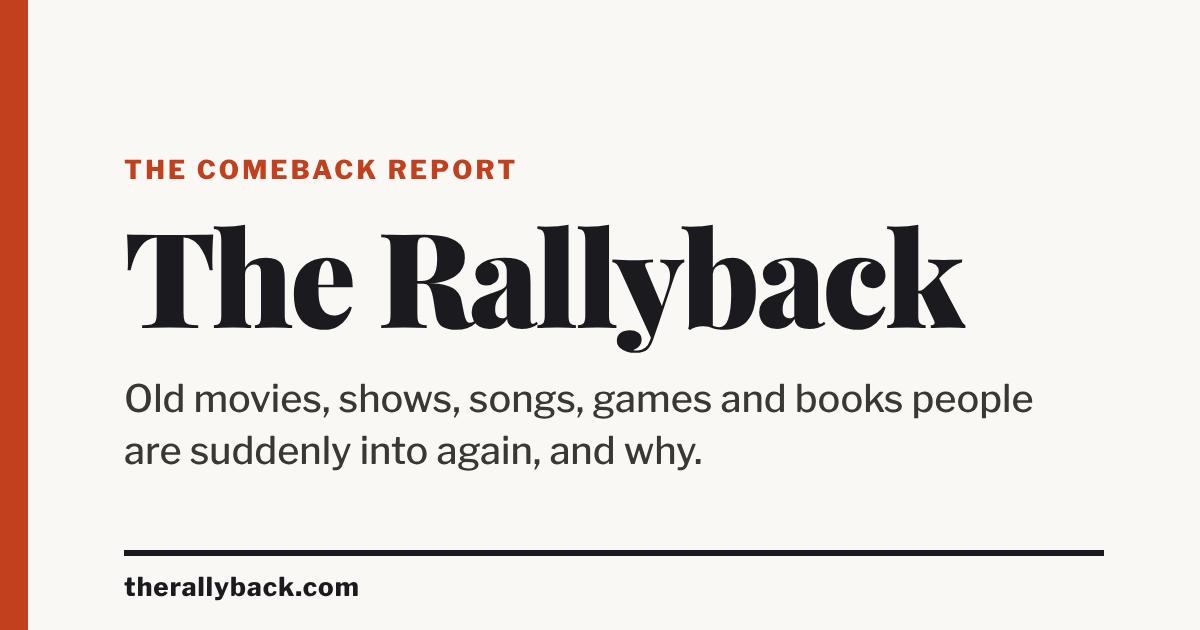 THE COMEBACK REPORT
The Rallyback
Old movies, shows, songs, games and books people
are suddenly into again, and why.
therallyback.com